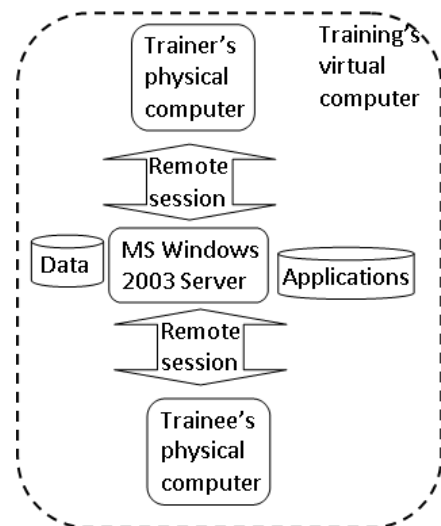 Trainer's
physical
computer
Training's
virtual
computer
Remote
session
Data
MS Windows
2003 Server
Applications
Remote
session
Trainee's
physical
computer